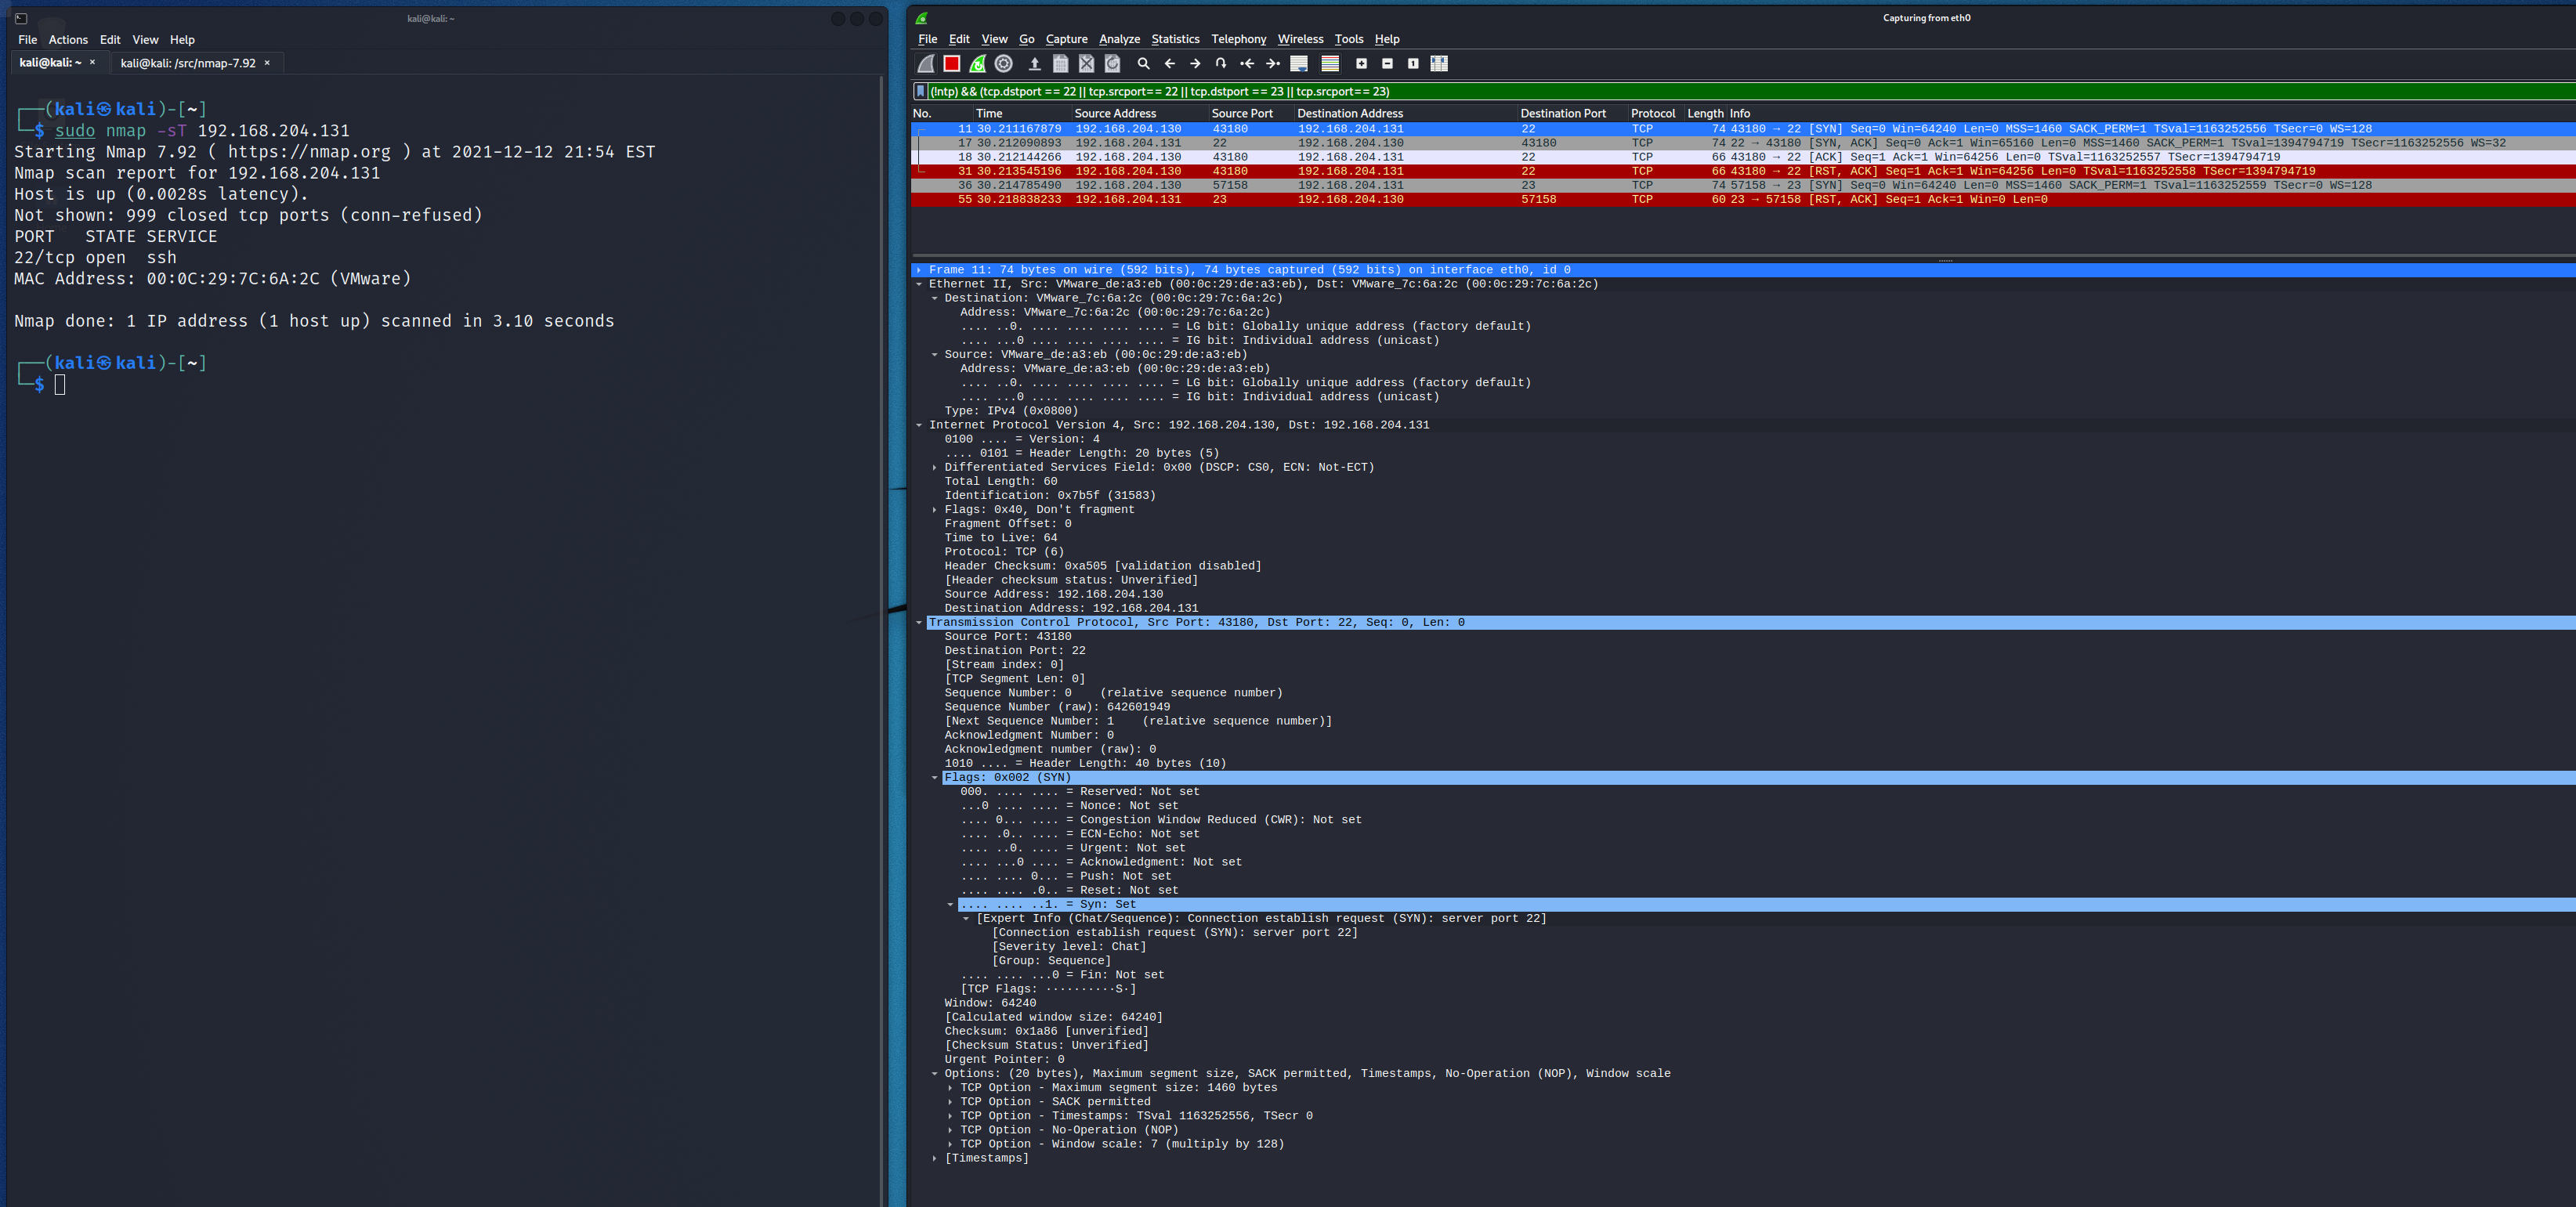 kali@kali: ~
File Actions Edit View Help
kali@kali: ~ × kali@kali: /src/nmap-7.92 ×
┌──(kali㉿kali)-[~]
└─$ sudo nmap -sT 192.168.204.131
Starting Nmap 7.92 ( https://nmap.org ) at 2021-12-12 21:54 EST
Nmap scan report for 192.168.204.131
Host is up (0.0028s latency).
Not shown: 999 closed tcp ports (conn-refused)
PORT   STATE SERVICE
22/tcp open  ssh
MAC Address: 00:0C:29:7C:6A:2C (VMware)
Nmap done: 1 IP address (1 host up) scanned in 3.10 seconds
┌──(kali㉿kali)-[~]
└─$
Capturing from eth0
File Edit View Go Capture Analyze Statistics Telephony Wireless Tools Help
(!ntp) && (tcp.dstport == 22 || tcp.srcport== 22 || tcp.dstport == 23 || tcp.srcport== 23)
No. Time Source Address Source Port Destination Address Destination Port Protocol Length Info
11 30.211167879 192.168.204.130 43180 192.168.204.131 22 TCP 74 43180 → 22 [SYN] Seq=0 Win=64240 Len=0 MSS=1460 SACK_PERM=1 TSval=1163252556 TSecr=0 WS=128
17 30.212090893 192.168.204.131 22 192.168.204.130 43180 TCP 74 22 → 43180 [SYN, ACK] Seq=0 Ack=1 Win=65160 Len=0 MSS=1460 SACK_PERM=1 TSval=1394794719 TSecr=1163252556 WS=32
18 30.212144266 192.168.204.130 43180 192.168.204.131 22 TCP 66 43180 → 22 [ACK] Seq=1 Ack=1 Win=64256 Len=0 TSval=1163252557 TSecr=1394794719
31 30.213545196 192.168.204.130 43180 192.168.204.131 22 TCP 66 43180 → 22 [RST, ACK] Seq=1 Ack=1 Win=64256 Len=0 TSval=1163252558 TSecr=1394794719
36 30.214785490 192.168.204.130 57158 192.168.204.131 23 TCP 74 57158 → 23 [SYN] Seq=0 Win=64240 Len=0 MSS=1460 SACK_PERM=1 TSval=1163252559 TSecr=0 WS=128
55 30.218838233 192.168.204.131 23 192.168.204.130 57158 TCP 60 23 → 57158 [RST, ACK] Seq=1 Ack=1 Win=0 Len=0
Frame 11: 74 bytes on wire (592 bits), 74 bytes captured (592 bits) on interface eth0, id 0
Ethernet II, Src: VMware_de:a3:eb (00:0c:29:de:a3:eb), Dst: VMware_7c:6a:2c (00:0c:29:7c:6a:2c)
Destination: VMware_7c:6a:2c (00:0c:29:7c:6a:2c)
Address: VMware_7c:6a:2c (00:0c:29:7c:6a:2c)
.... ..0. .... .... .... .... = LG bit: Globally unique address (factory default)
.... ...0 .... .... .... .... = IG bit: Individual address (unicast)
Source: VMware_de:a3:eb (00:0c:29:de:a3:eb)
Address: VMware_de:a3:eb (00:0c:29:de:a3:eb)
.... ..0. .... .... .... .... = LG bit: Globally unique address (factory default)
.... ...0 .... .... .... .... = IG bit: Individual address (unicast)
Type: IPv4 (0x0800)
Internet Protocol Version 4, Src: 192.168.204.130, Dst: 192.168.204.131
0100 .... = Version: 4
.... 0101 = Header Length: 20 bytes (5)
Differentiated Services Field: 0x00 (DSCP: CS0, ECN: Not-ECT)
Total Length: 60
Identification: 0x7b5f (31583)
Flags: 0x40, Don't fragment
Fragment Offset: 0
Time to Live: 64
Protocol: TCP (6)
Header Checksum: 0xa505 [validation disabled]
[Header checksum status: Unverified]
Source Address: 192.168.204.130
Destination Address: 192.168.204.131
Transmission Control Protocol, Src Port: 43180, Dst Port: 22, Seq: 0, Len: 0
Source Port: 43180
Destination Port: 22
[Stream index: 0]
[TCP Segment Len: 0]
Sequence Number: 0    (relative sequence number)
Sequence Number (raw): 642601949
[Next Sequence Number: 1    (relative sequence number)]
Acknowledgment Number: 0
Acknowledgment number (raw): 0
1010 .... = Header Length: 40 bytes (10)
Flags: 0x002 (SYN)
000. .... .... = Reserved: Not set
...0 .... .... = Nonce: Not set
.... 0... .... = Congestion Window Reduced (CWR): Not set
.... .0.. .... = ECN-Echo: Not set
.... ..0. .... = Urgent: Not set
.... ...0 .... = Acknowledgment: Not set
.... .... 0... = Push: Not set
.... .... .0.. = Reset: Not set
.... .... ..1. = Syn: Set
[Expert Info (Chat/Sequence): Connection establish request (SYN): server port 22]
[Connection establish request (SYN): server port 22]
[Severity level: Chat]
[Group: Sequence]
.... .... ...0 = Fin: Not set
[TCP Flags: ··········S·]
Window: 64240
[Calculated window size: 64240]
Checksum: 0x1a86 [unverified]
[Checksum Status: Unverified]
Urgent Pointer: 0
Options: (20 bytes), Maximum segment size, SACK permitted, Timestamps, No-Operation (NOP), Window scale
TCP Option - Maximum segment size: 1460 bytes
TCP Option - SACK permitted
TCP Option - Timestamps: TSval 1163252556, TSecr 0
TCP Option - No-Operation (NOP)
TCP Option - Window scale: 7 (multiply by 128)
[Timestamps]